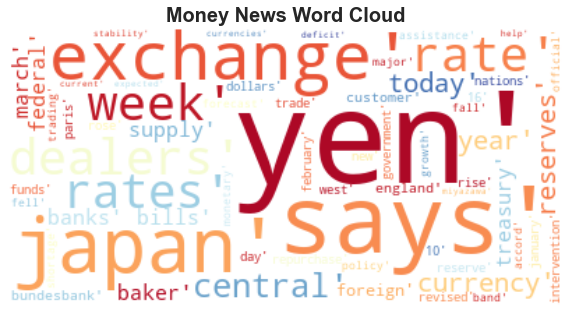 Money News Word Cloud
stability'
currencies'
deficit'
assistance'
help'
official'
march'
federal'
exchange'
rate'
major'
current'
expected'
today'
nations'
trading'
paris'
week'
dollars'
customer'
16'
reserves'
supply'
trade'
fall'
yen'
year'
dealers'
february'
government'
new'
growth'
treasury'
funds'
fell'
rates'
monetary'
west'
england'
rise'
miyazawa'
banks'
bills'
japan'
says'
10'
accord'
january'
intervention'
day'
repurchase
policy'
reserve'
bundesbank'
baker'
central'
foreign'
currency'
revised'
band'